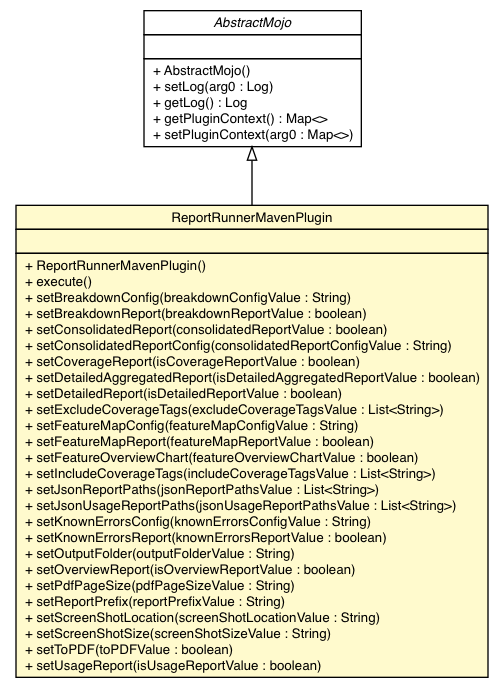 AbstractMojo
+ AbstractMojo()
+ setLog(arg0 : Log)
+ getLog() : Log
+ getPluginContext() : Map<>
+ setPluginContext(arg0 : Map<>)
ReportRunnerMavenPlugin
+ ReportRunnerMavenPlugin()
+ execute()
+ setBreakdownConfig(breakdownConfigValue : String)
+ setBreakdownReport(breakdownReportValue : boolean)
+ setConsolidatedReport(consolidatedReportValue : boolean)
+ setConsolidatedReportConfig(consolidatedReportConfigValue : String)
+ setCoverageReport(isCoverageReportValue : boolean)
+ setDetailedAggregatedReport(isDetailedAggregatedReportValue : boolean)
+ setDetailedReport(isDetailedReportValue : boolean)
+ setExcludeCoverageTags(excludeCoverageTagsValue : List<String>)
+ setFeatureMapConfig(featureMapConfigValue : String)
+ setFeatureMapReport(featureMapReportValue : boolean)
+ setFeatureOverviewChart(featureOverviewChartValue : boolean)
+ setIncludeCoverageTags(includeCoverageTagsValue : List<String>)
+ setJsonReportPaths(jsonReportPathsValue : List<String>)
+ setJsonUsageReportPaths(jsonUsageReportPathsValue : List<String>)
+ setKnownErrorsConfig(knownErrorsConfigValue : String)
+ setKnownErrorsReport(knownErrorsReportValue : boolean)
+ setOutputFolder(outputFolderValue : String)
+ setOverviewReport(isOverviewReportValue : boolean)
+ setPdfPageSize(pdfPageSizeValue : String)
+ setReportPrefix(reportPrefixValue : String)
+ setScreenShotLocation(screenShotLocationValue : String)
+ setScreenShotSize(screenShotSizeValue : String)
+ setToPDF(toPDFValue : boolean)
+ setUsageReport(isUsageReportValue : boolean)